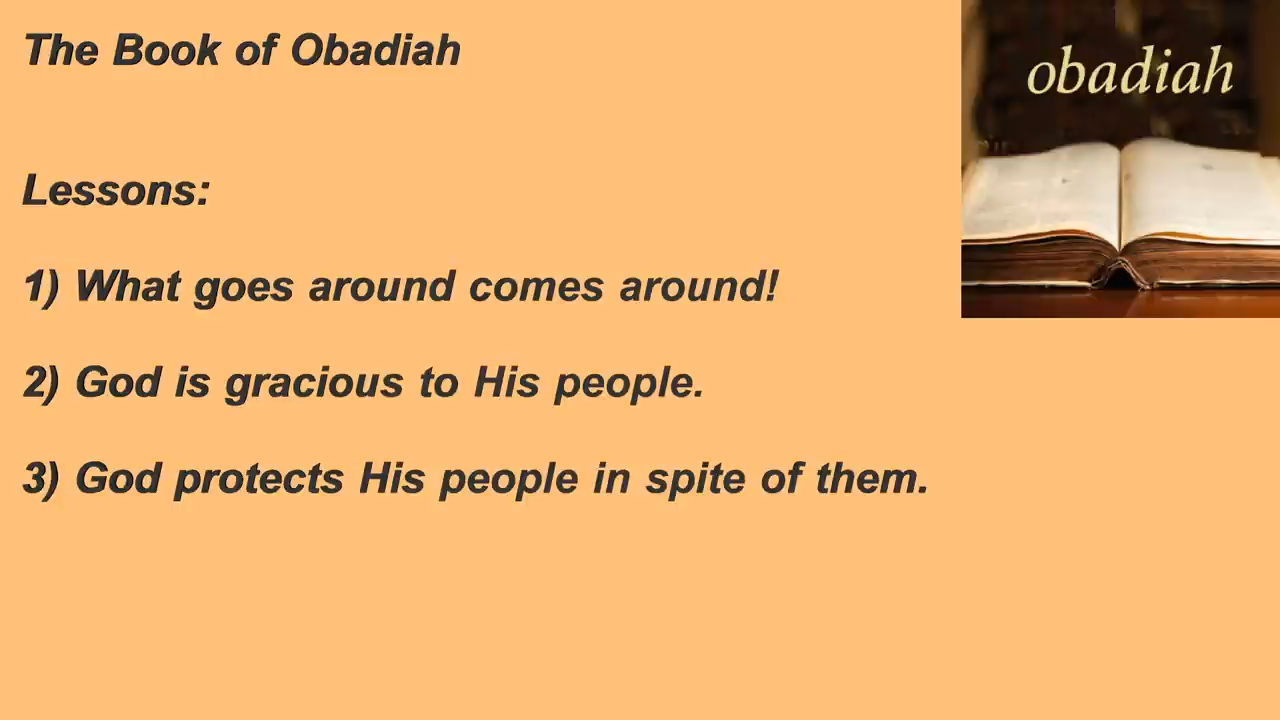 The Book of Obadiah
obadiah
Lessons:
1) What goes around comes around!
2) God is gracious to His people.
3) God protects His people in spite of them.